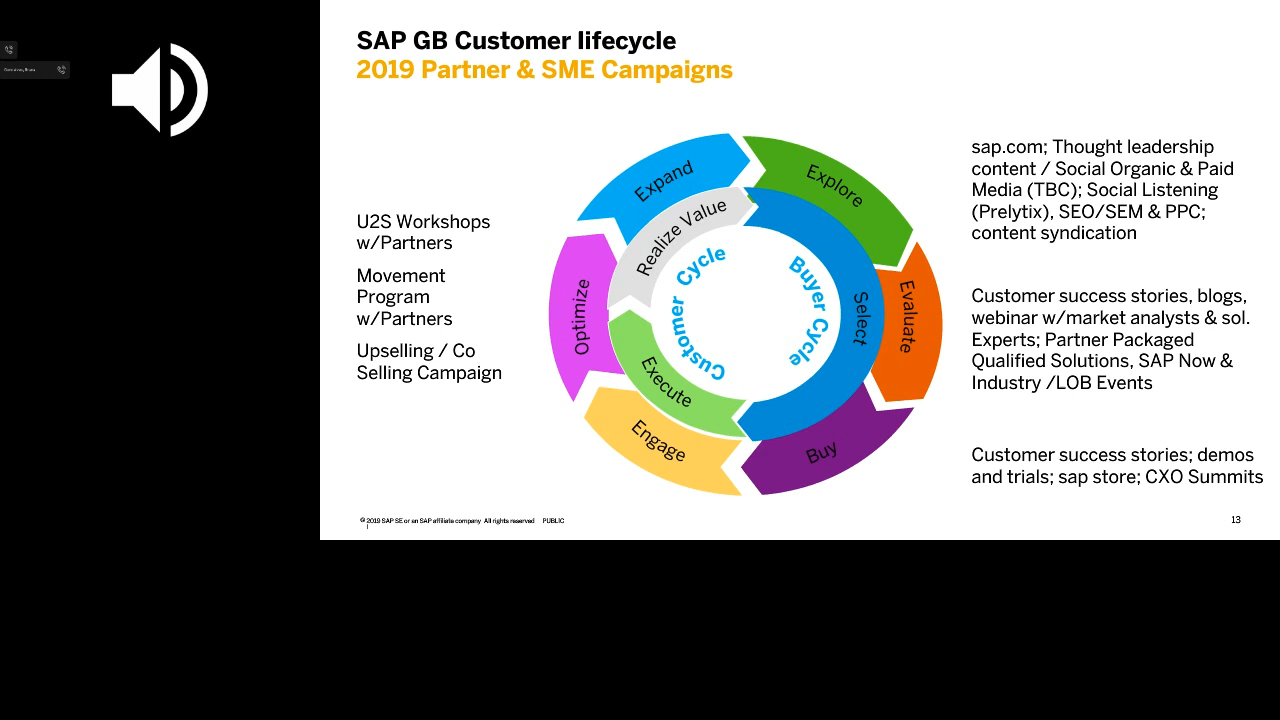 SAP GB Customer lifecycle
2019 Partner & SME Campaigns
U2S Workshops
w/Partners
Movement
Program
w/Partners
Upselling / Co
Selling Campaign
Expand
Explore
Realize Value
Customer Cycle
Buyer Cycle
Select
Evaluate
Optimize
Execute
Engage
Buy
sap.com; Thought leadership
content / Social Organic & Paid
Media (TBC); Social Listening
(Prelytix), SEO/SEM & PPC;
content syndication
Customer success stories, blogs,
webinar w/market analysts & sol.
Experts; Partner Packaged
Qualified Solutions, SAP Now &
Industry /LOB Events
Customer success stories; demos
and trials; sap store; CXO Summits
© 2019 SAP SE or an SAP affiliate company All rights reserved PUBLIC
13